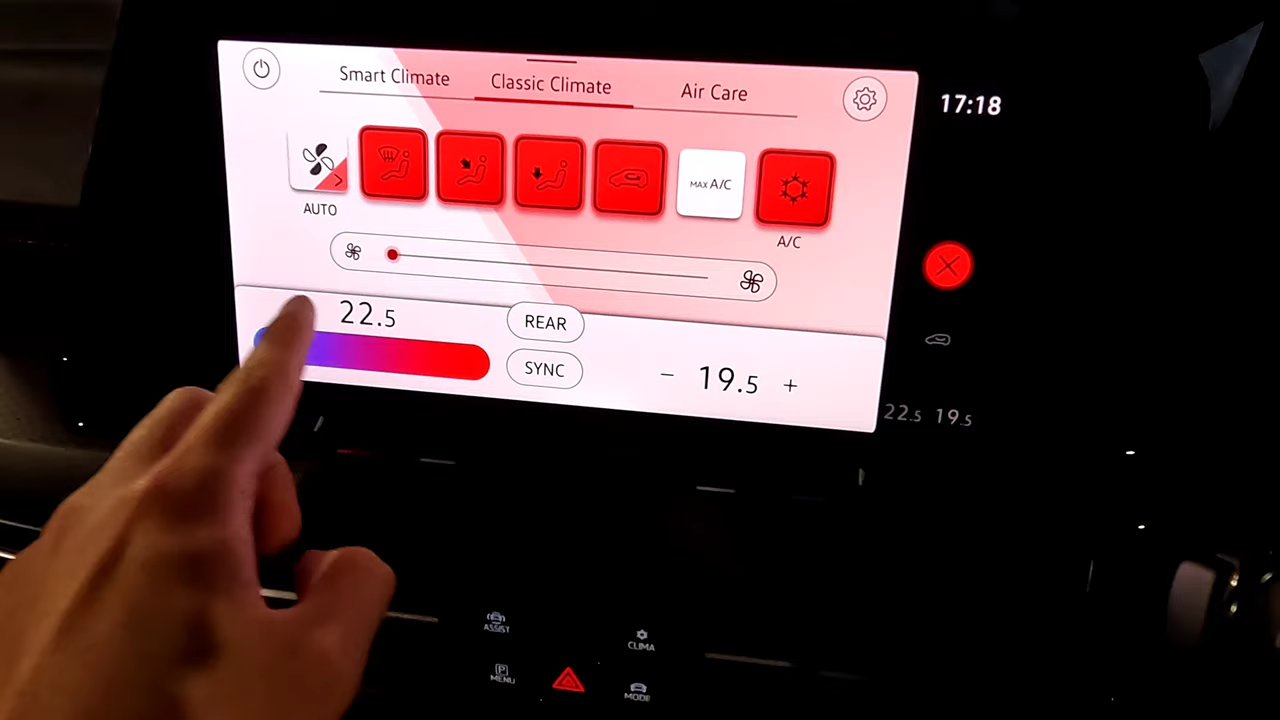 Smart Climate
Classic Climate
Air Care
17:18
MAX A/C
AUTO
A/C
22.5
REAR
SYNC
- 19.5 +
22.5 19.5
ASSIST
CLIMA
P
MENU
MODE